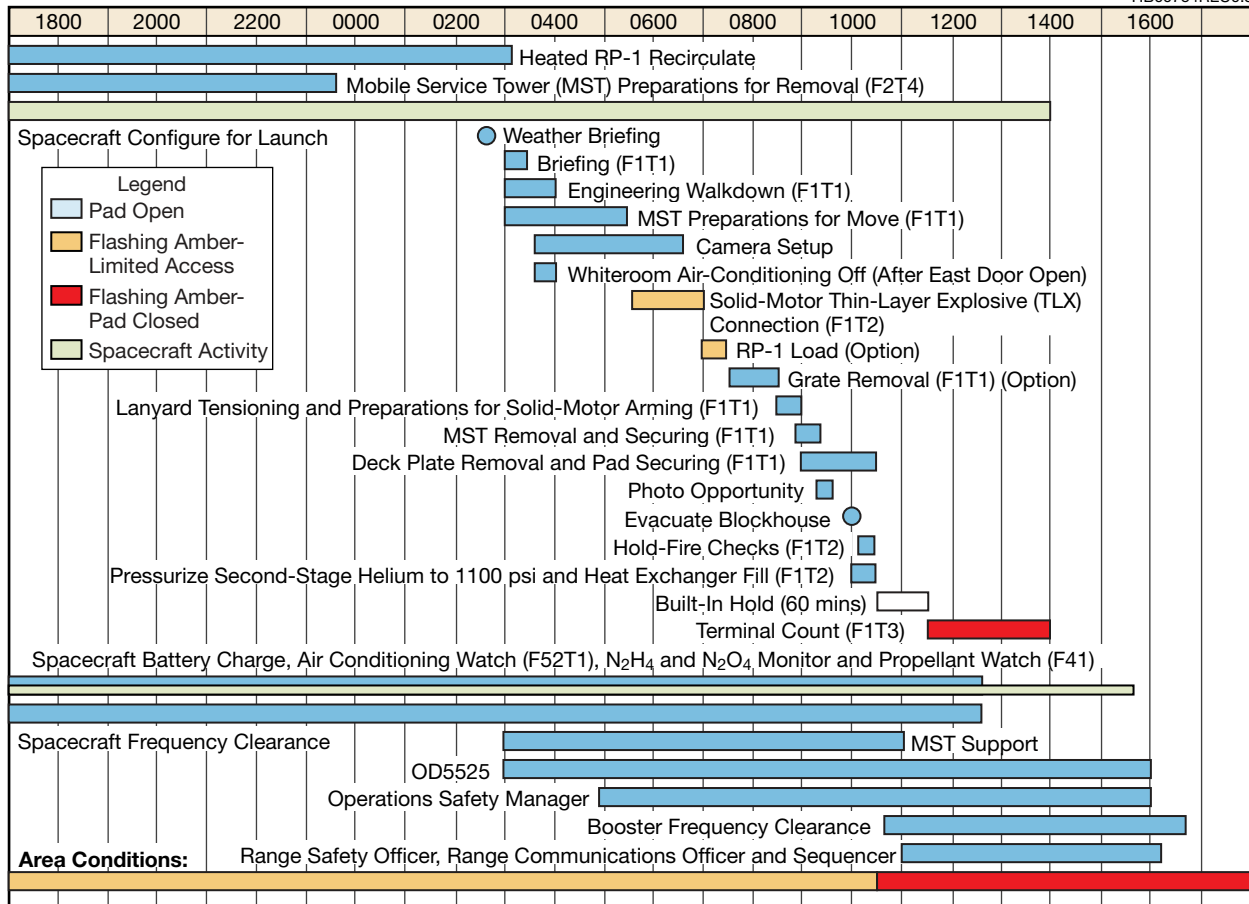 1800 2000 2200 0000 0200 0400 0600 0800 1000 1200 1400 1600
Heated RP-1 Recirculate
Mobile Service Tower (MST) Preparations for Removal (F2T4)
Spacecraft Configure for Launch
Weather Briefing
Briefing (F1T1)
Legend
Pad Open
Flashing Amber-
Limited Access
Flashing Amber-
Pad Closed
Spacecraft Activity
Engineering Walkdown (F1T1)
MST Preparations for Move (F1T1)
Camera Setup
Whiteroom Air-Conditioning Off (After East Door Open)
Solid-Motor Thin-Layer Explosive (TLX)
Connection (F1T2)
RP-1 Load (Option)
Grate Removal (F1T1) (Option)
Lanyard Tensioning and Preparations for Solid-Motor Arming (F1T1)
MST Removal and Securing (F1T1)
Deck Plate Removal and Pad Securing (F1T1)
Photo Opportunity
Evacuate Blockhouse
Hold-Fire Checks (F1T2)
Pressurize Second-Stage Helium to 1100 psi and Heat Exchanger Fill (F1T2)
Built-In Hold (60 mins)
Terminal Count (F1T3)
Spacecraft Battery Charge, Air Conditioning Watch (F52T1), N₂H₄ and N₂O₄ Monitor and Propellant Watch (F41)
Spacecraft Frequency Clearance
MST Support
OD5525
Operations Safety Manager
Booster Frequency Clearance
Area Conditions:
Range Safety Officer, Range Communications Officer and Sequencer